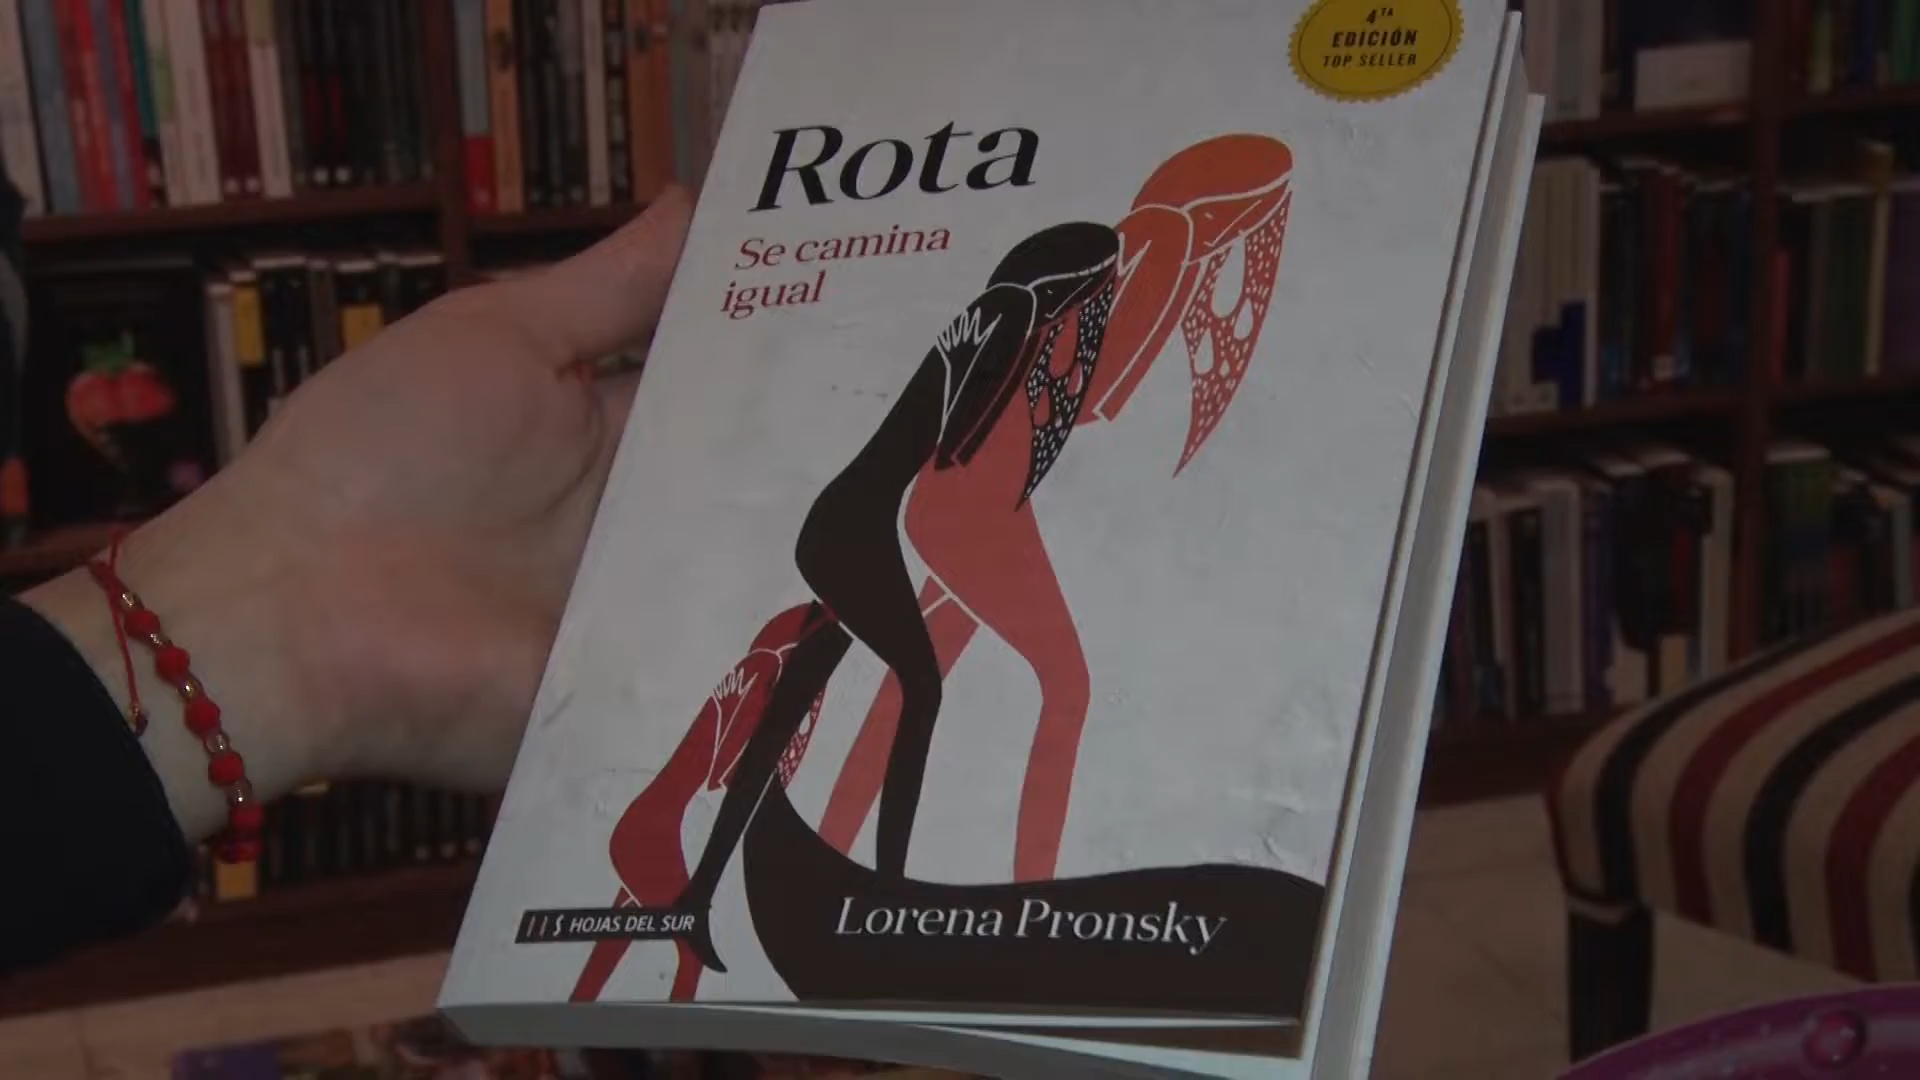 4TA
EDICIÓN
TOP SELLER
Rota
Se camina
igual
HOJAS DEL SUR
Lorena Pronsky